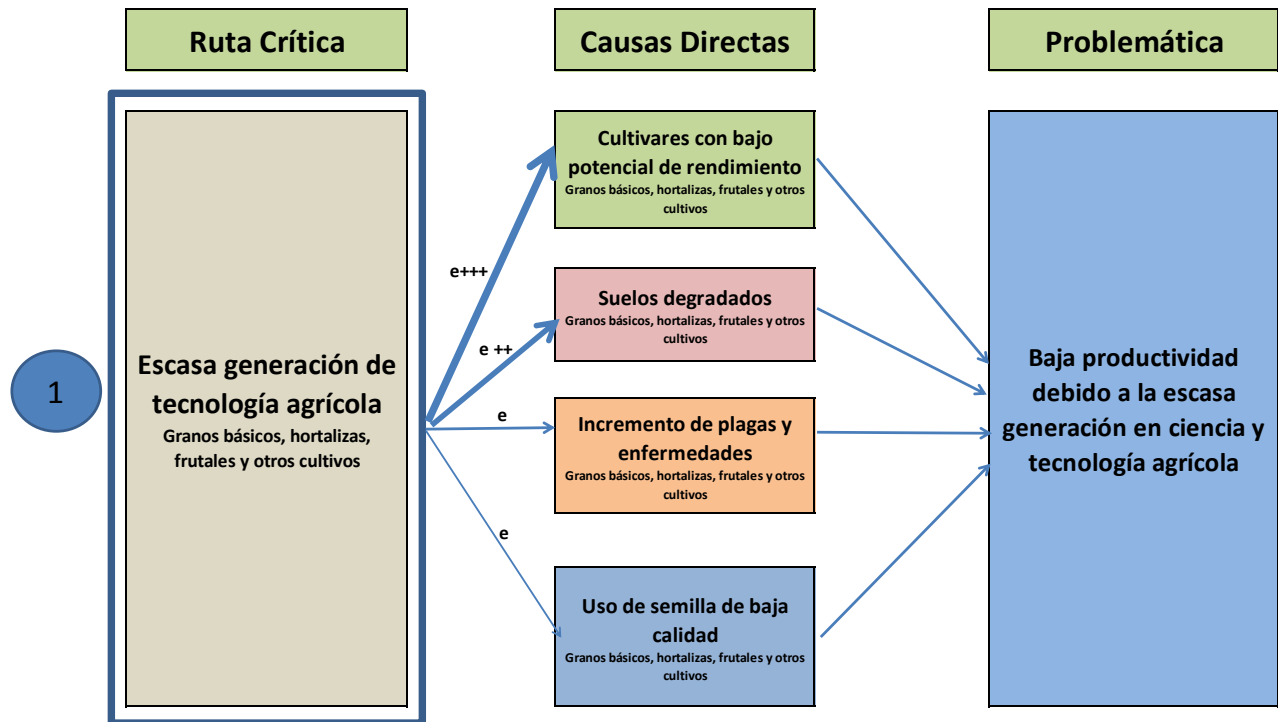 Ruta Crítica
Causas Directas
Problemática
1
Escasa generación de
tecnología agrícola
Granos básicos, hortalizas,
frutales y otros cultivos
e+++
e ++
e
e
Cultivares con bajo
potencial de rendimiento
Granos básicos, hortalizas, frutales y otros
cultivos
Suelos degradados
Granos básicos, hortalizas, frutales y otros
cultivos
Incremento de plagas y
enfermedades
Granos básicos, hortalizas, frutales y otros
cultivos
Uso de semilla de baja
calidad
Granos básicos, hortalizas, frutales y otros
cultivos
Baja productividad
debido a la escasa
generación en ciencia y
tecnología agrícola